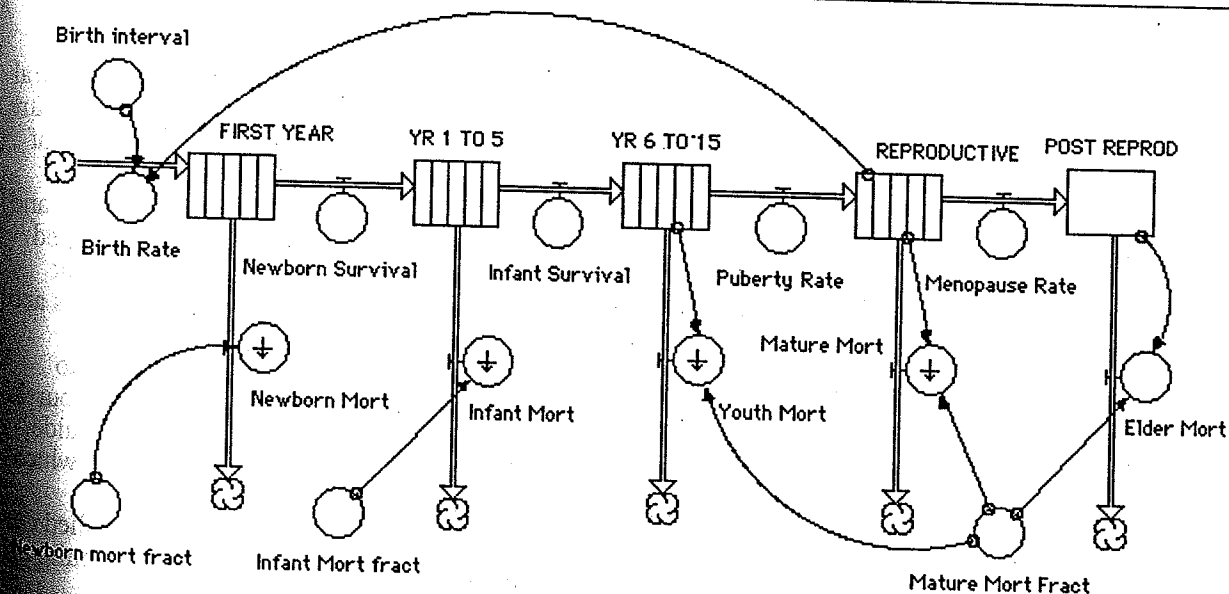 Birth interval
FIRST YEAR
YR 1 TO 5
YR 6 TO 15
REPRODUCTIVE
POST REPROD
Birth Rate
Newborn Survival
Infant Survival
Puberty Rate
Menopause Rate
Mature Mort
Newborn Mort
Infant Mort
Youth Mort
Elder Mort
Newborn mort fract
Infant Mort fract
Mature Mort Fract